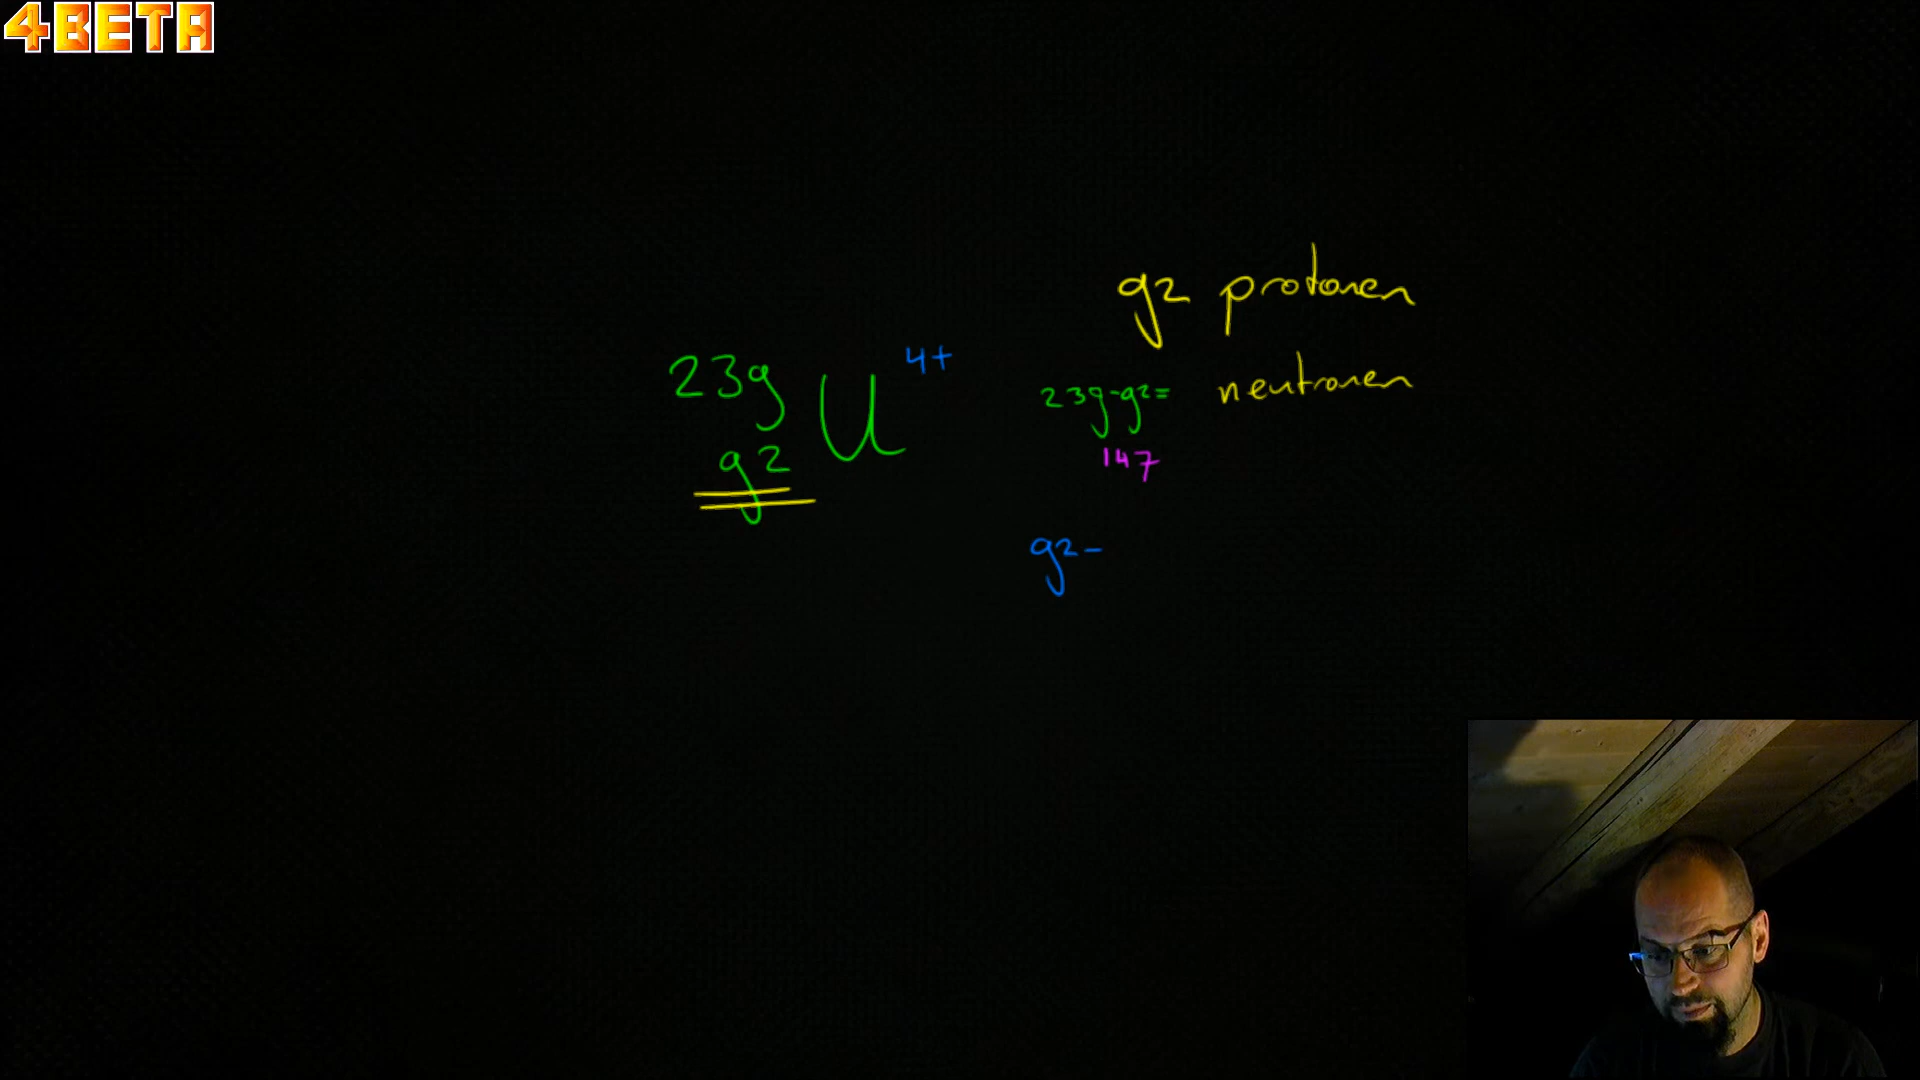 4BETA
92 protonen
239
92 U 4+
239-92= neutronen
147
92-